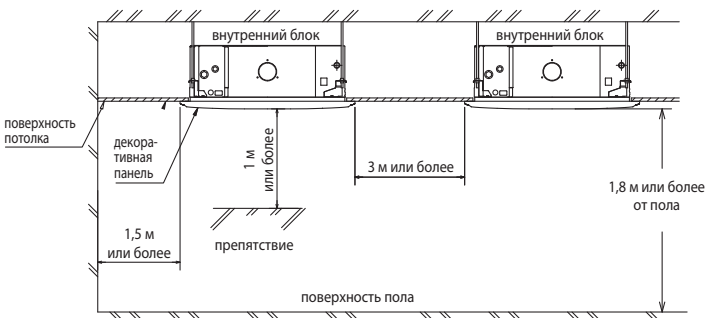 внутренний блок
внутренний блок
поверхность
потолка
декора-
тивная
панель
1 м
или более
3 м или более
1,8 м или более
от пола
1,5 м
или более
препятствие
поверхность пола